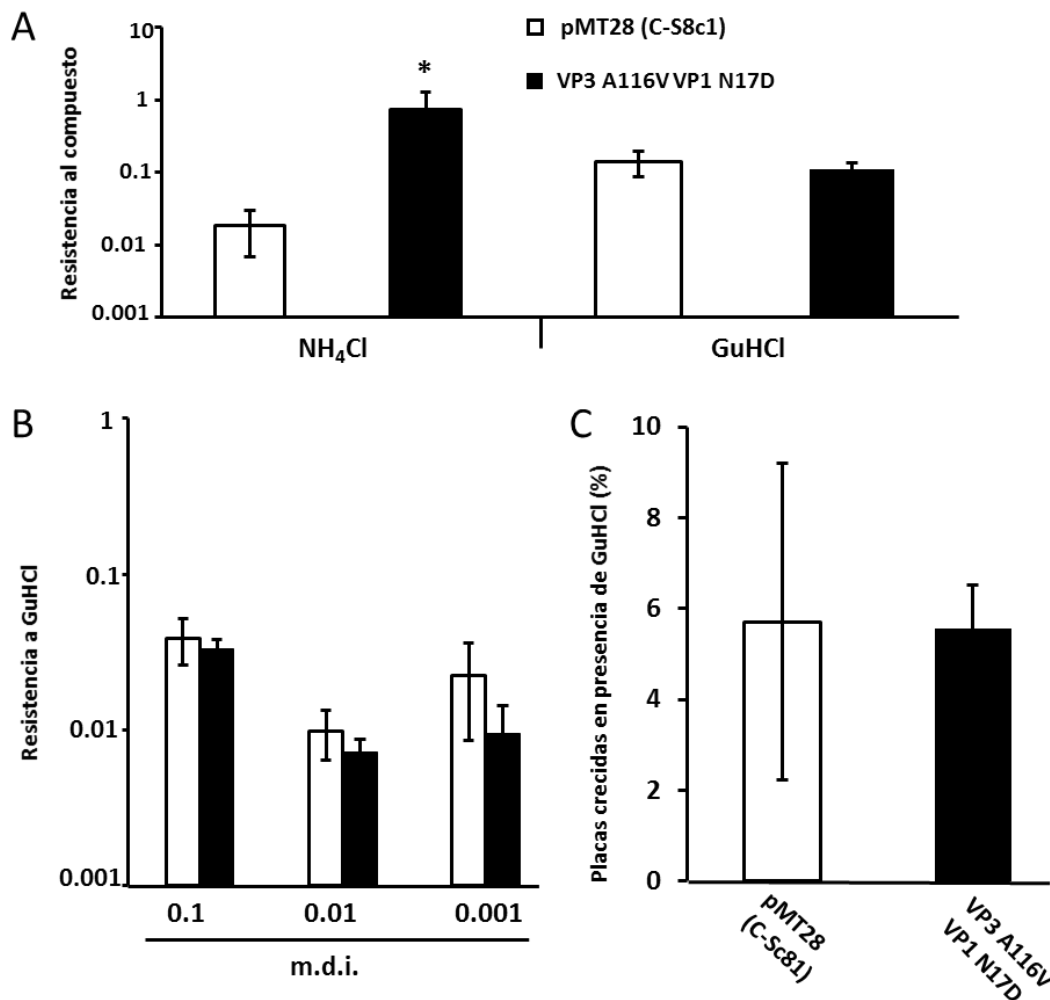 A
Resistencia al compuesto
10
1
0.1
0.01
0.001
*
pMT28 (C-S8c1)
VP3 A116V VP1 N17D
NH₄Cl
GuHCl
B
Resistencia a GuHCl
1
0.1
0.01
0.001
0.1
0.01
0.001
m.d.i.
C
Placas crecidas en presencia de GuHCl (%)
10
8
6
4
2
0
pMT28
(C-Sc81)
VP3 A116V
VP1 N17D